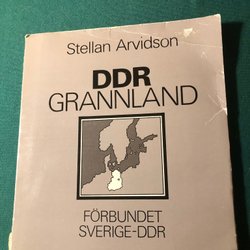 Stellan Arvidson
DDR
GRANNLAND
FÖRBUNDET
SVERIGE-DDR